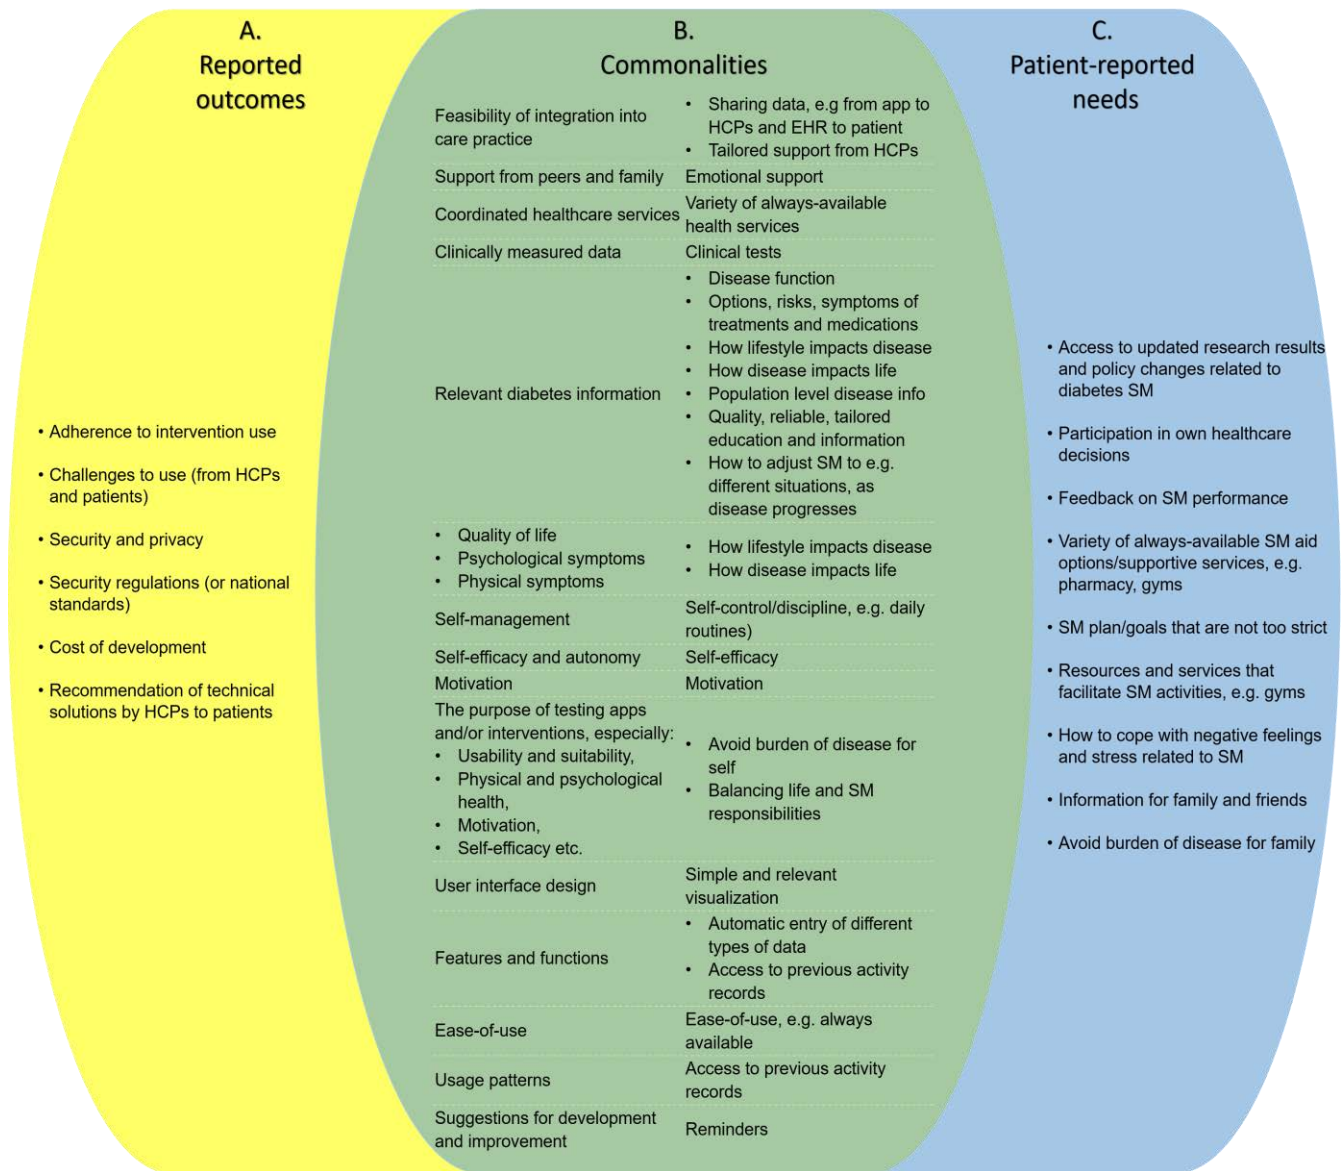 A.
Reported
outcomes
• Adherence to intervention use
• Challenges to use (from HCPs
and patients)
• Security and privacy
• Security regulations (or national
standards)
• Cost of development
• Recommendation of technical
solutions by HCPs to patients
B.
Commonalities
Feasibility of integration into
care practice
• Sharing data, e.g from app to
HCPs and EHR to patient
• Tailored support from HCPs
Support from peers and family
Emotional support
Coordinated healthcare services
Variety of always-available
health services
Clinically measured data
Clinical tests
Relevant diabetes information
• Disease function
• Options, risks, symptoms of
treatments and medications
• How lifestyle impacts disease
• How disease impacts life
• Population level disease info
• Quality, reliable, tailored
education and information
• How to adjust SM to e.g.
different situations, as
disease progresses
• Quality of life
• Psychological symptoms
• Physical symptoms
• How lifestyle impacts disease
• How disease impacts life
Self-management
Self-control/discipline, e.g. daily
routines)
Self-efficacy and autonomy
Self-efficacy
Motivation
Motivation
The purpose of testing apps
and/or interventions, especially:
• Usability and suitability,
• Physical and psychological
health,
• Motivation,
• Self-efficacy etc.
• Avoid burden of disease for
self
• Balancing life and SM
responsibilities
User interface design
Simple and relevant
visualization
Features and functions
• Automatic entry of different
types of data
• Access to previous activity
records
Ease-of-use
Ease-of-use, e.g. always
available
Usage patterns
Access to previous activity
records
Suggestions for development
and improvement
Reminders
C.
Patient-reported
needs
• Access to updated research results
and policy changes related to
diabetes SM
• Participation in own healthcare
decisions
• Feedback on SM performance
• Variety of always-available SM aid
options/supportive services, e.g.
pharmacy, gyms
• SM plan/goals that are not too strict
• Resources and services that
facilitate SM activities, e.g. gyms
• How to cope with negative feelings
and stress related to SM
• Information for family and friends
• Avoid burden of disease for family